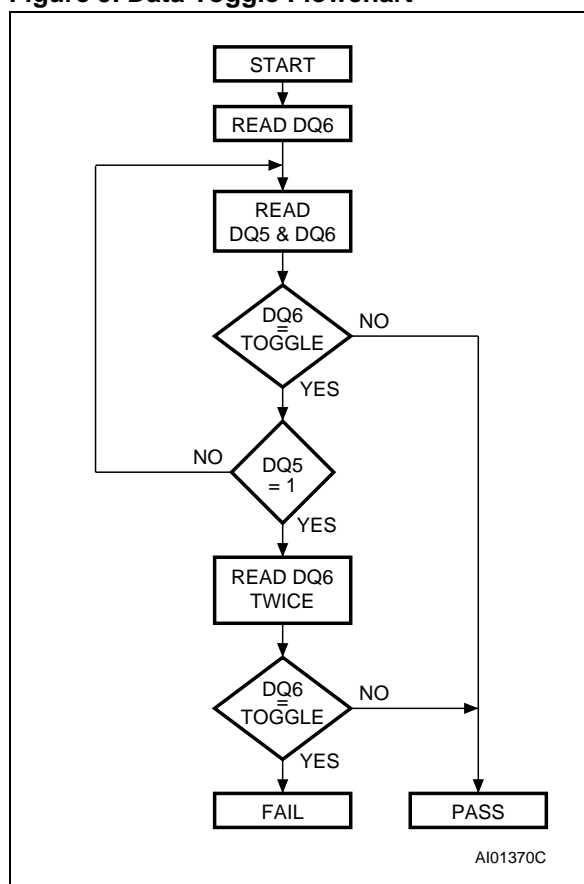 Figure Data Toggle Flowchart
START
READ DQ6
READ
DQ5 & DQ6
DQ6
=
TOGGLE
NO
YES
NO
DQ5
= 1
YES
READ DQ6
TWICE
DQ6
=
TOGGLE
NO
YES
FAIL
PASS
AI01370C